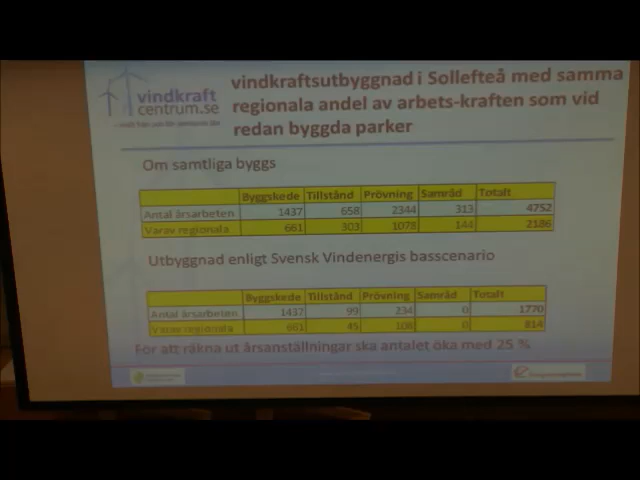 vindkraft
centrum.se
vindkraftsutbyggnad i Sollefteå med samma
regionala andel av arbets-kraften som vid
redan byggda parker
Om samtliga byggs
Byggskede Tillstånd Prövning Samråd Totalt
Antal årsarbeten 1437 658 2344 313 4752
Varav regionala 661 303 1078 144 2186
Utbyggnad enligt Svensk Vindenergis basscenario
Byggskede Tillstånd Prövning Samråd Totalt
Antal årsarbeten 1437 99 234 0 1770
Varav regionala 661 45 108 0 814
För att räkna ut årsanställningar ska antalet öka med 25 %